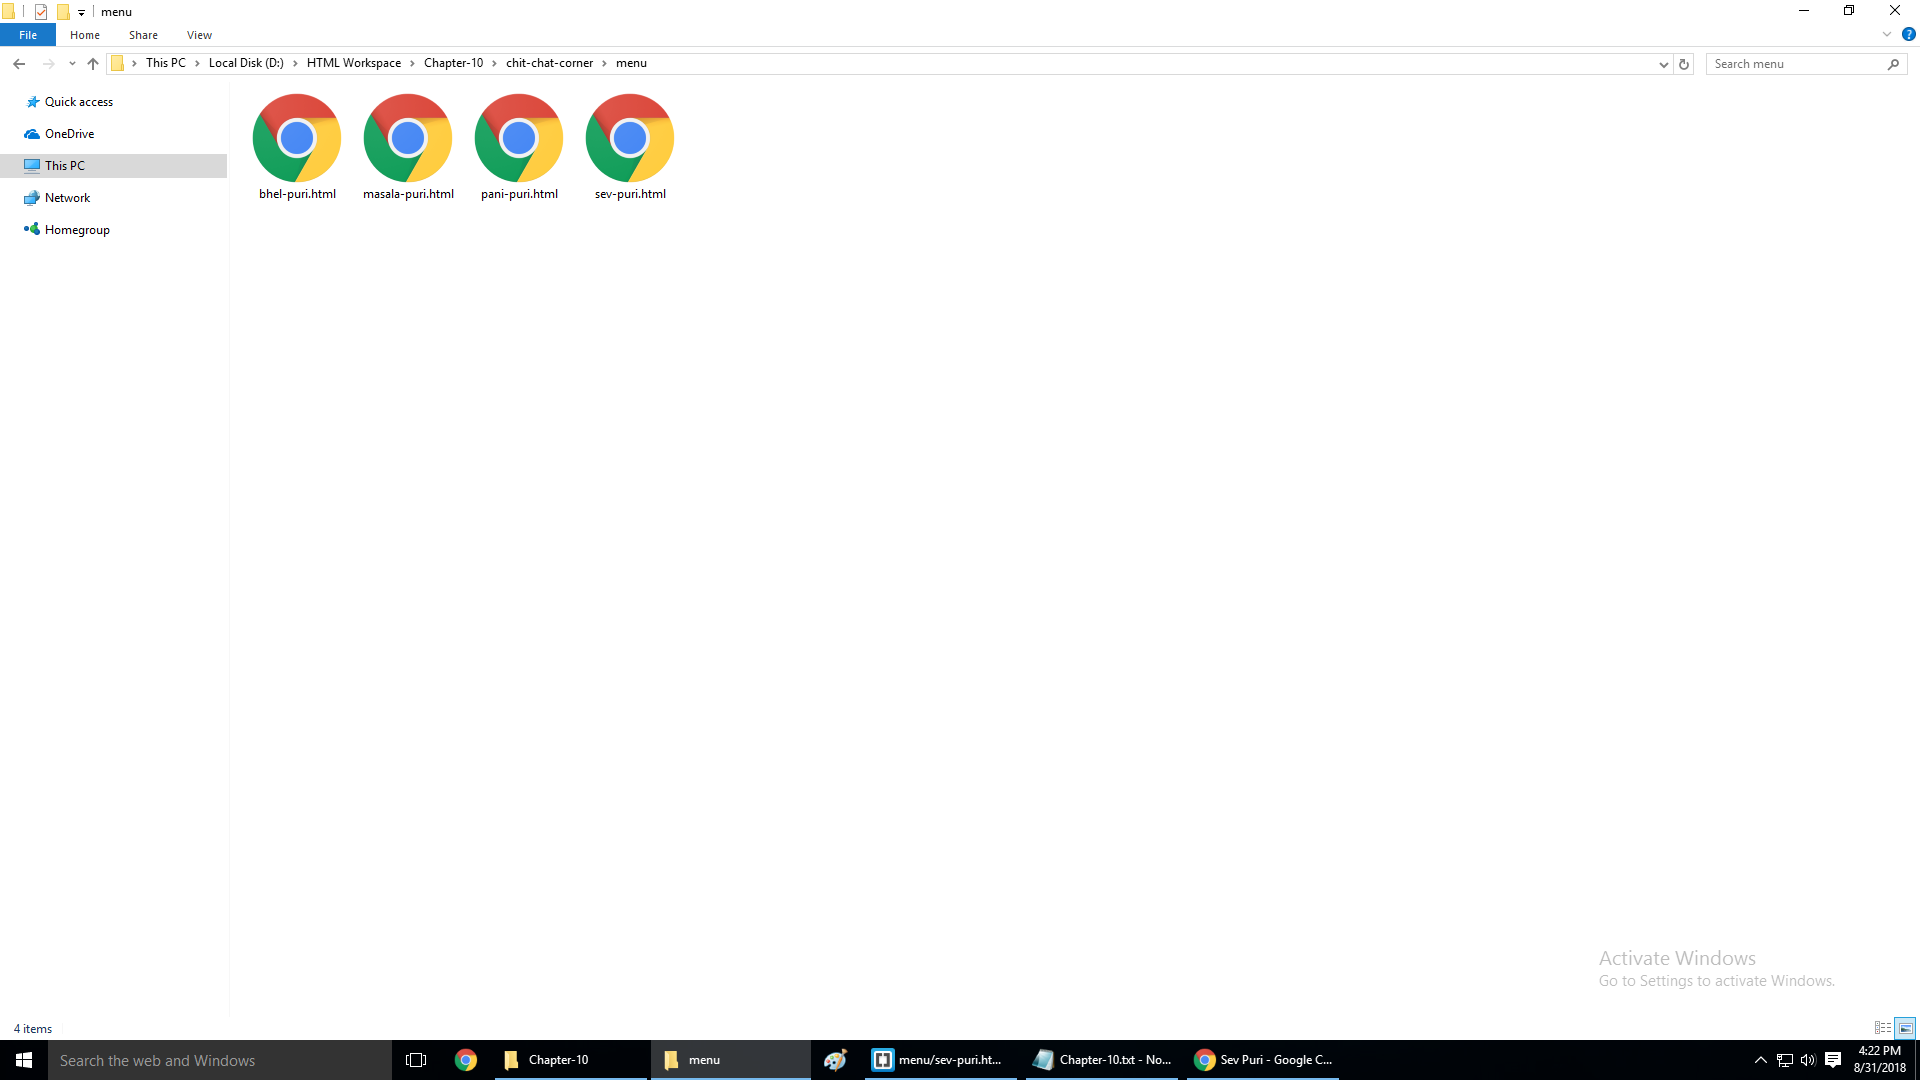 menu
File Home Share View
This PC Local Disk (D:) HTML Workspace Chapter-10 chit-chat-corner menu
Search menu
Quick access
OneDrive
This PC
Network
Homegroup
bhel-puri.html masala-puri.html pani-puri.html sev-puri.html
Activate Windows
Go to Settings to activate Windows.
4 items
Search the web and Windows
Chapter-10
menu
menu/sev-puri.ht...
Chapter-10.txt - No...
Sev Puri - Google C...
4:22 PM
8/31/2018